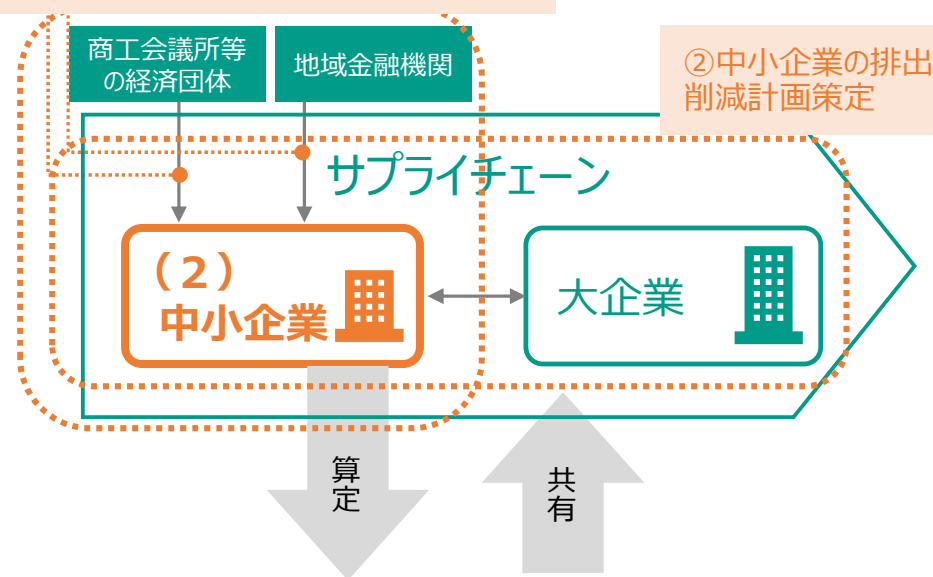 商工会議所等
の経済団体
地域金融機関
②中小企業の排出
削減計画策定
サプライチェーン
（２）
中小企業
大企業
算定
共有